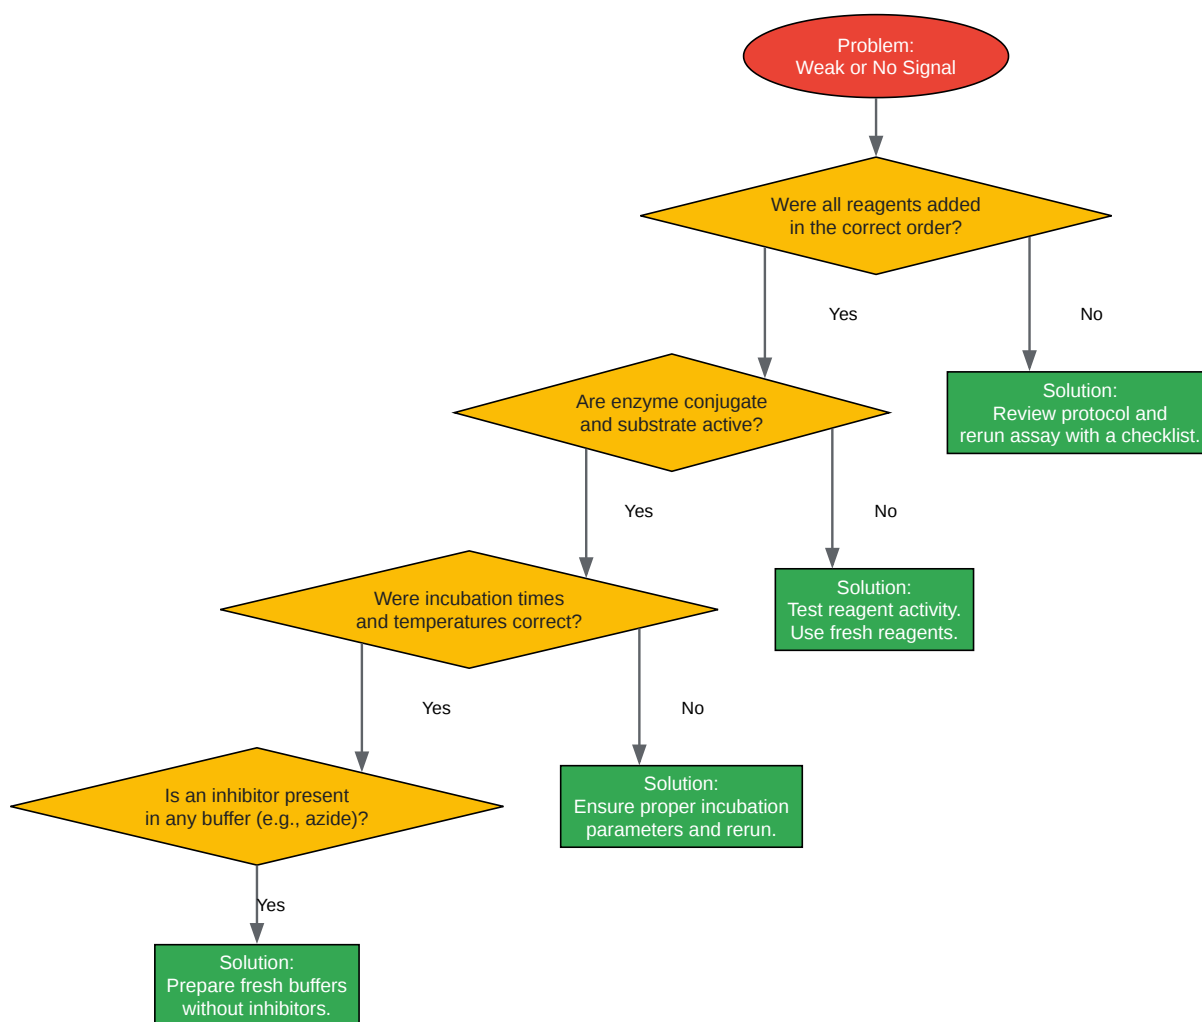 Problem:
Weak or No Signal
Were all reagents added
in the correct order?
Yes
No
Solution:
Review protocol and
rerun assay with a checklist.
Are enzyme conjugate
and substrate active?
Yes
No
Solution:
Test reagent activity.
Use fresh reagents.
Were incubation times
and temperatures correct?
Yes
No
Solution:
Ensure proper incubation
parameters and rerun.
Is an inhibitor present
in any buffer (e.g., azide)?
Yes
Solution:
Prepare fresh buffers
without inhibitors.